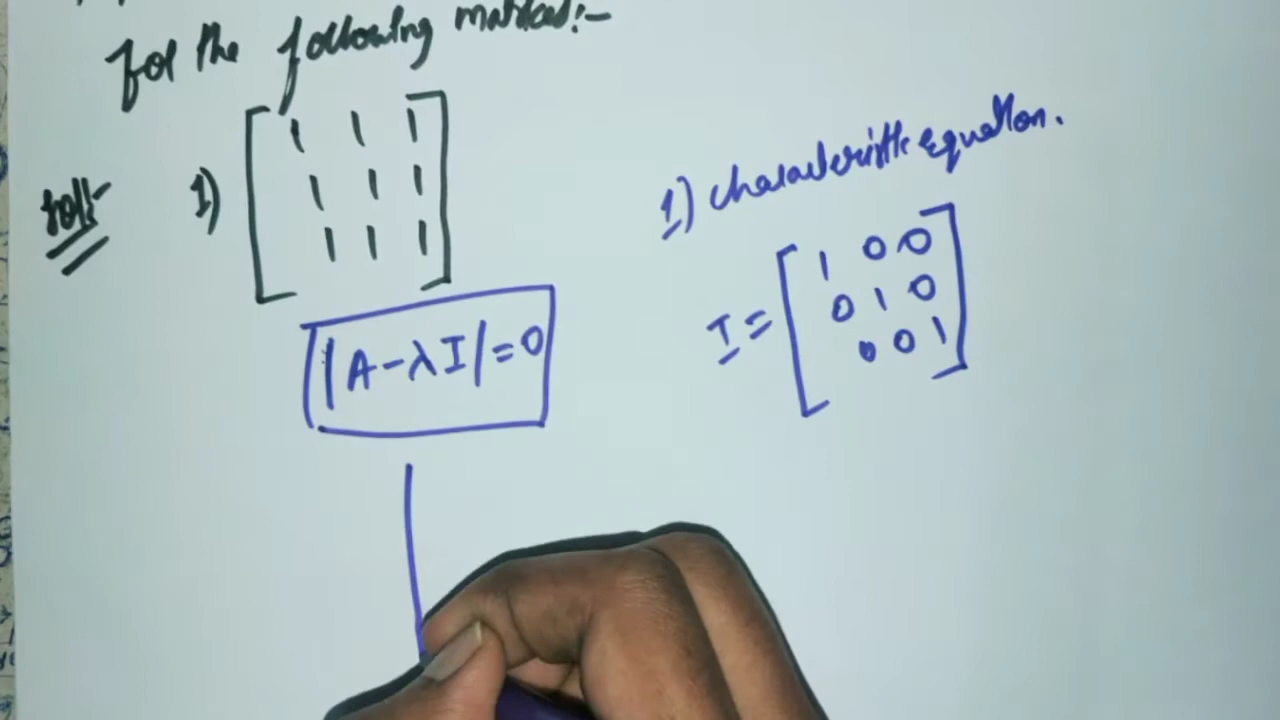 for the following matrices:-
Sol:-
1) [ 1 1 1
1 1 1
1 1 1 ]
|A-λI|=0
1) characteristic equation.
I = [ 1 0 0
0 1 0
0 0 1 ]